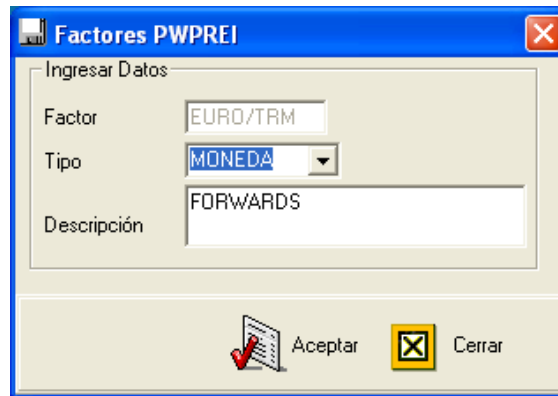 Factores PWPREI
Ingresar Datos
Factor EURO/TRM
Tipo MONEDA
Descripción FORWARDS
Aceptar Cerrar